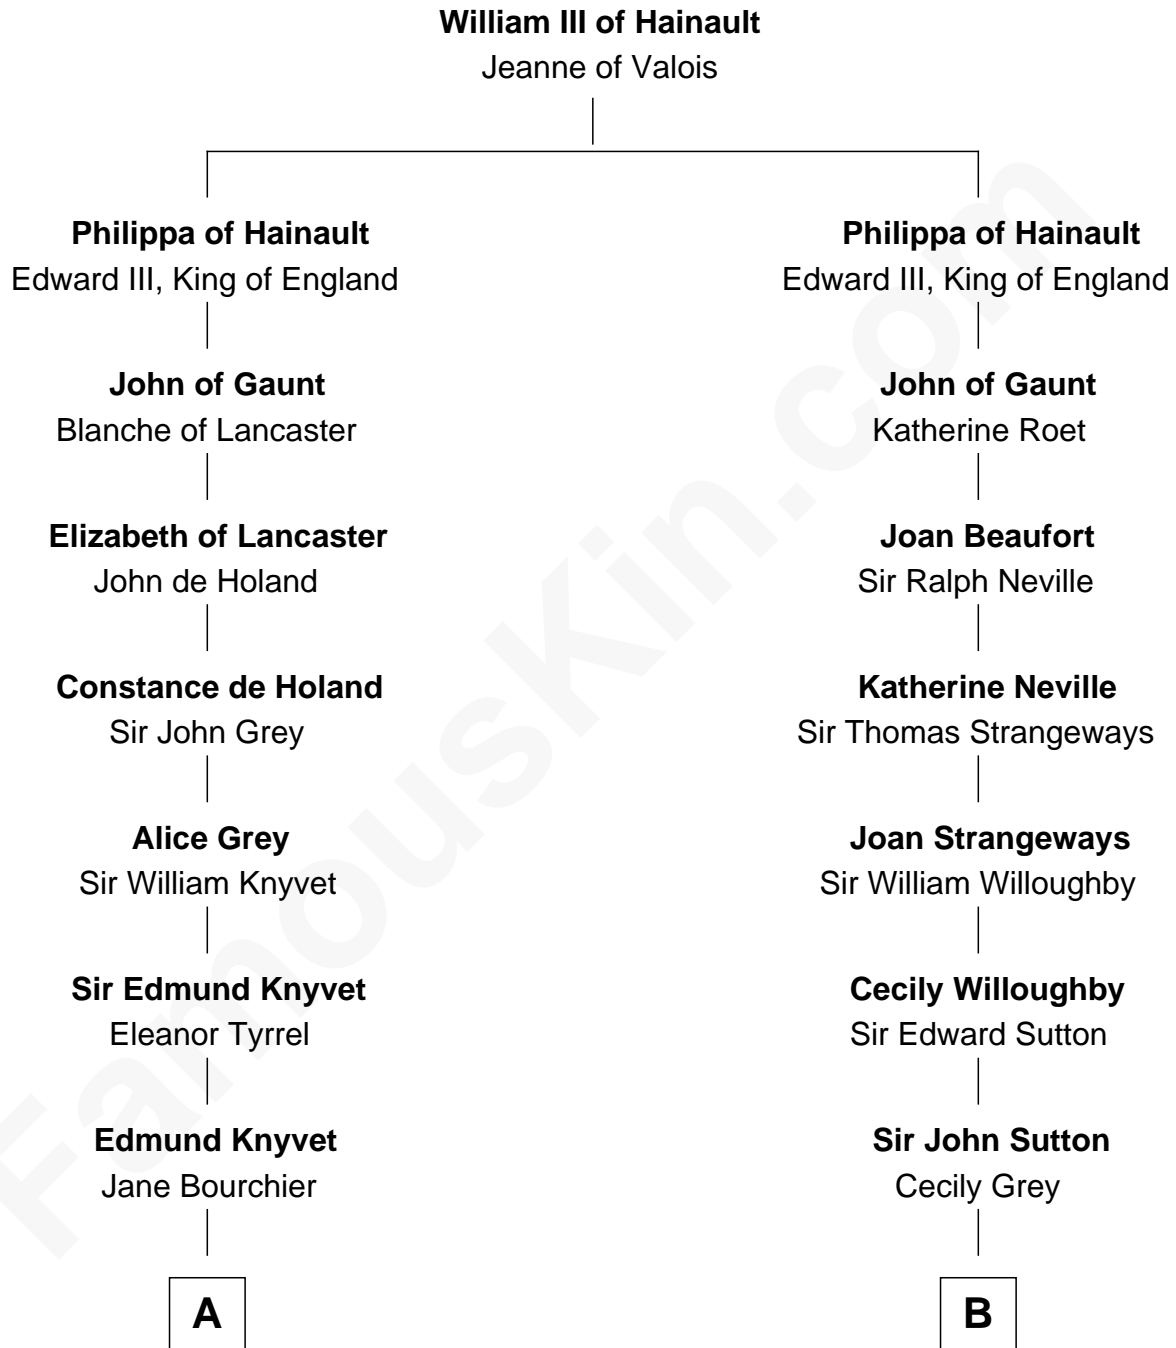 William III of Hainault
Jeanne of Valois
Philippa of Hainault
Edward III, King of England
John of Gaunt
Blanche of Lancaster
Elizabeth of Lancaster
John de Holand
Constance de Holand
Sir John Grey
Alice Grey
Sir William Knyvet
Sir Edmund Knyvet
Eleanor Tyrrel
Edmund Knyvet
Jane Bourchier
A
Philippa of Hainault
Edward III, King of England
John of Gaunt
Katherine Roet
Joan Beaufort
Sir Ralph Neville
Katherine Neville
Sir Thomas Strangeways
Joan Strangeways
Sir William Willoughby
Cecily Willoughby
Sir Edward Sutton
Sir John Sutton
Cecily Grey
B
FamousKin.com